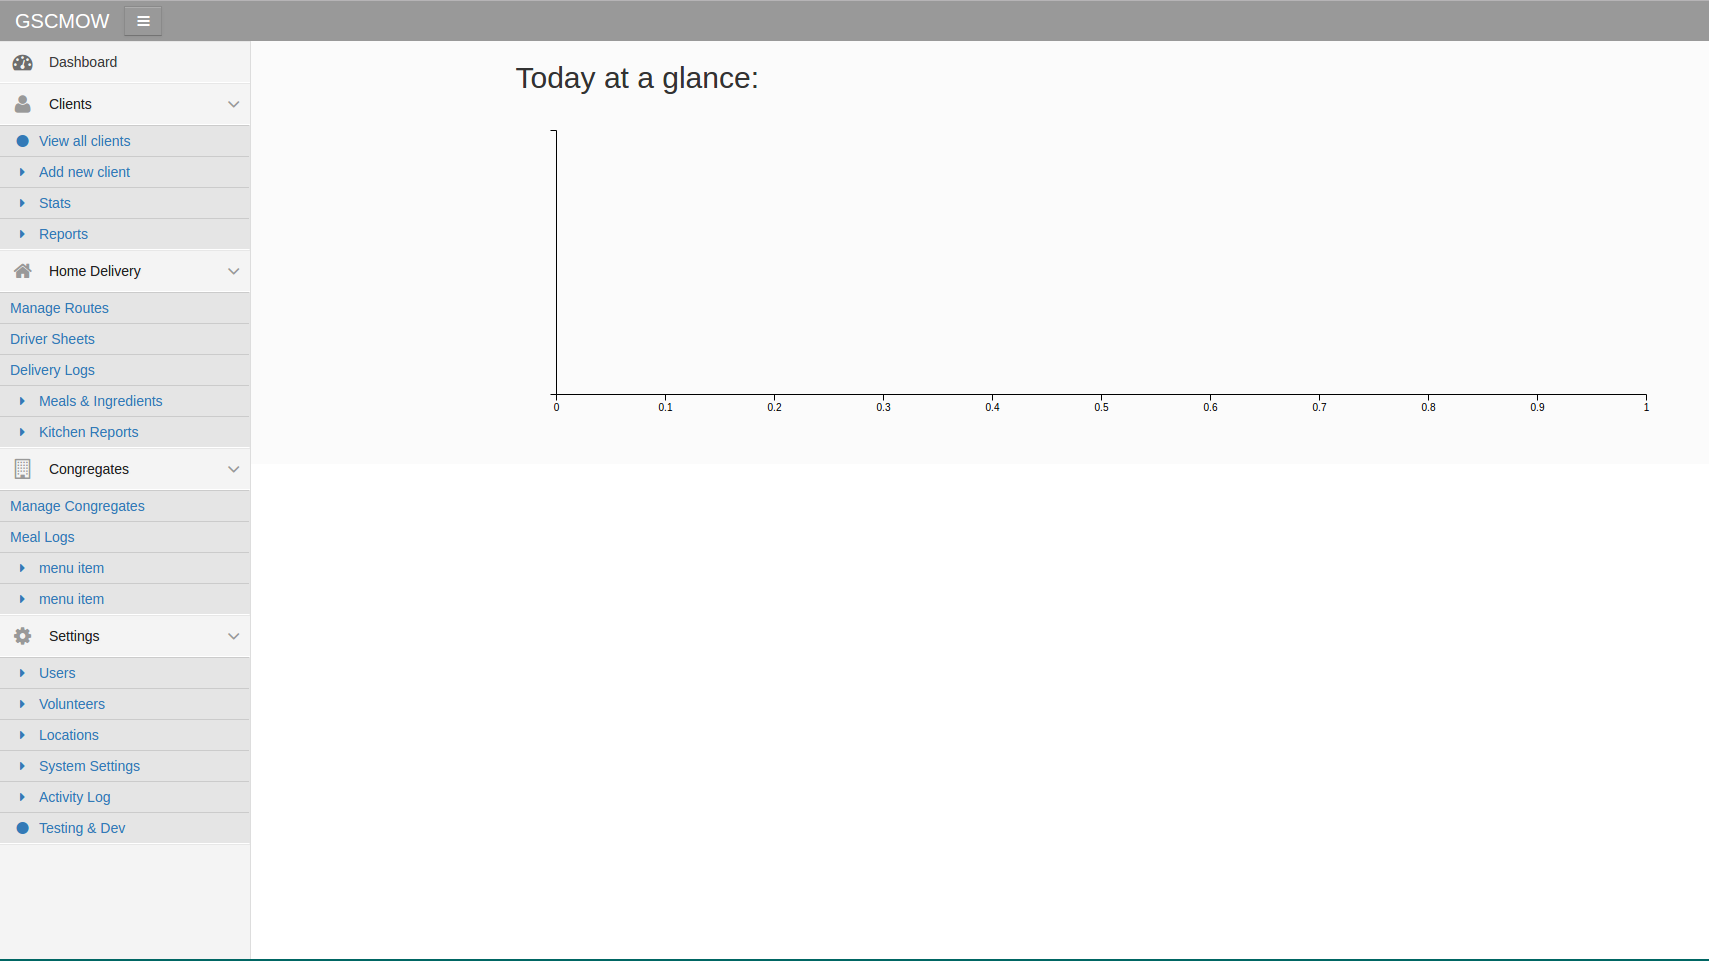 GSCMOW
Dashboard
Clients
View all clients
Add new client
Stats
Reports
Home Delivery
Manage Routes
Driver Sheets
Delivery Logs
Meals & Ingredients
Kitchen Reports
Congregates
Manage Congregates
Meal Logs
menu item
menu item
Settings
Users
Volunteers
Locations
System Settings
Activity Log
Testing & Dev
Today at a glance:
0 0.1 0.2 0.3 0.4 0.5 0.6 0.7 0.8 0.9 1